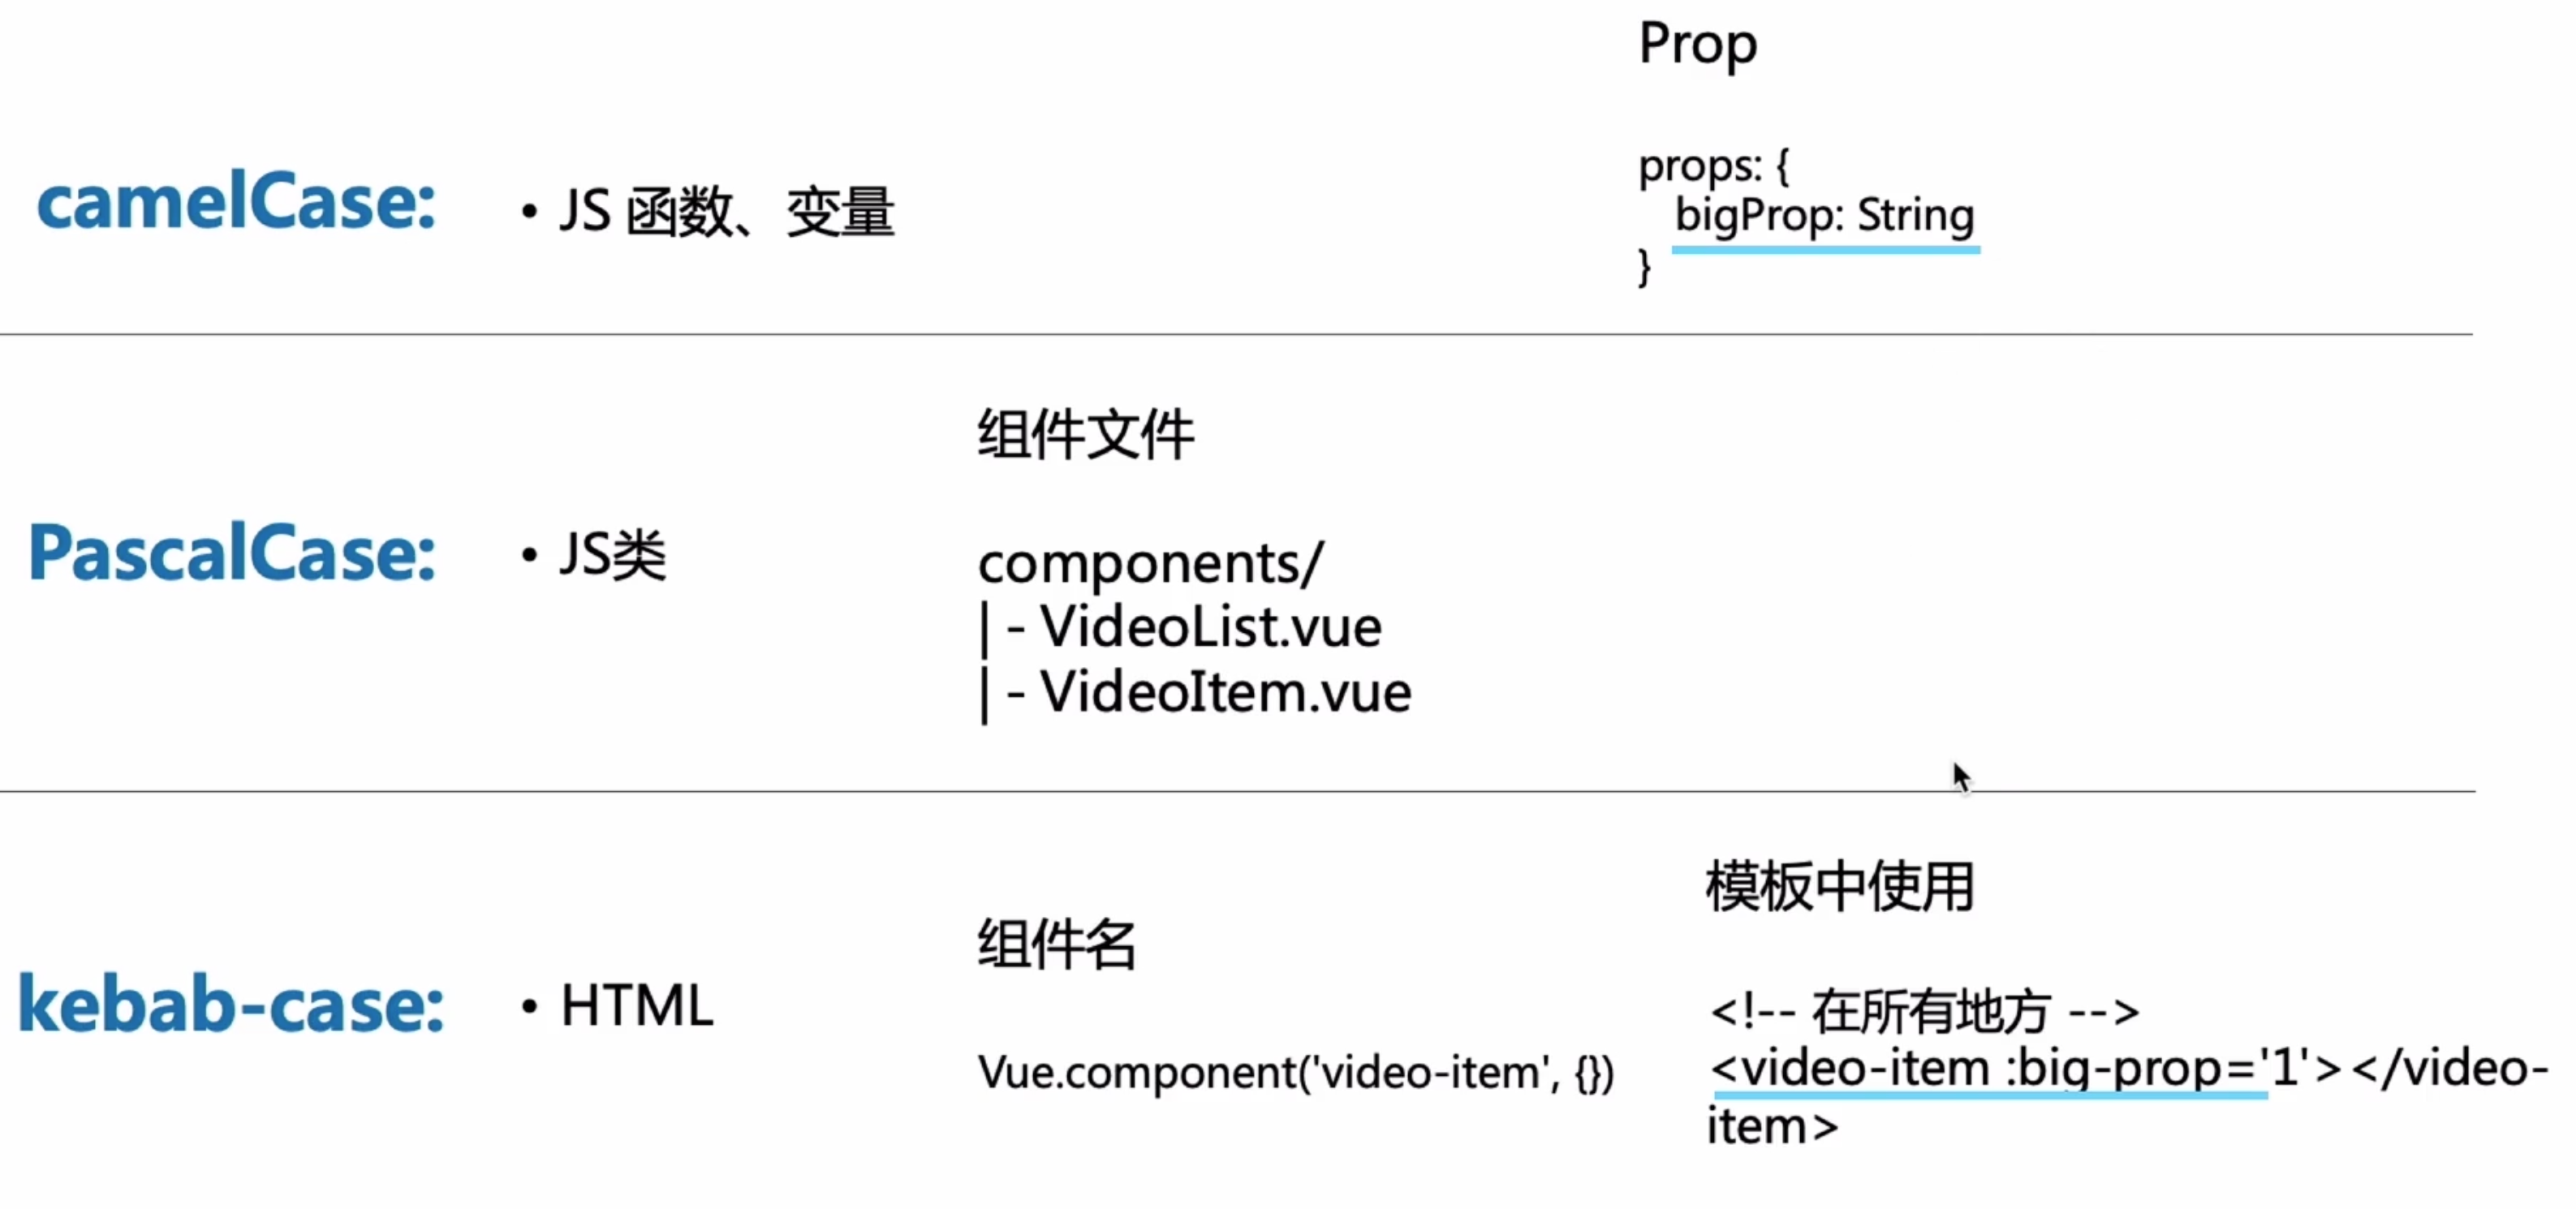 Prop
camelCase:
• JS 函数、变量
props: {
bigProp: String
}
组件文件
PascalCase:
• JS类
components/
| - VideoList.vue
| - VideoItem.vue
模板中使用
组件名
kebab-case:
• HTML
<!-- 在所有地方 -->
Vue.component('video-item', {})
<video-item :big-prop='1'></video-
item>